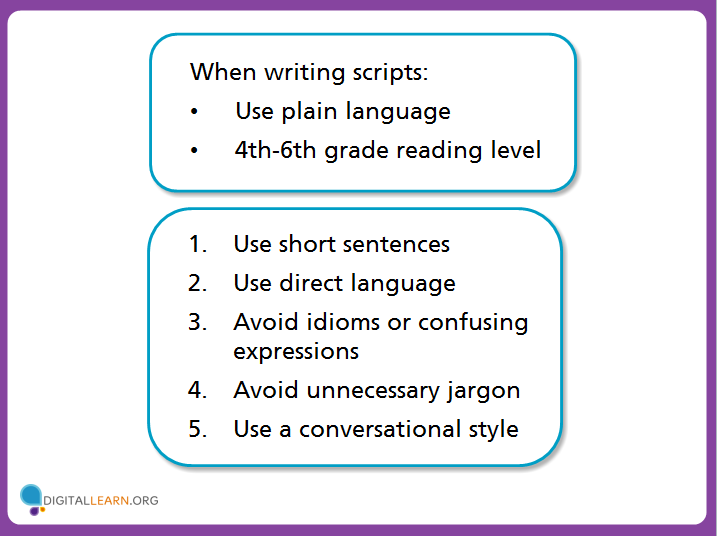 When writing scripts:
• Use plain language
• 4th-6th grade reading level
1. Use short sentences
2. Use direct language
3. Avoid idioms or confusing
expressions
4. Avoid unnecessary jargon
5. Use a conversational style
DIGITALLEARN.ORG